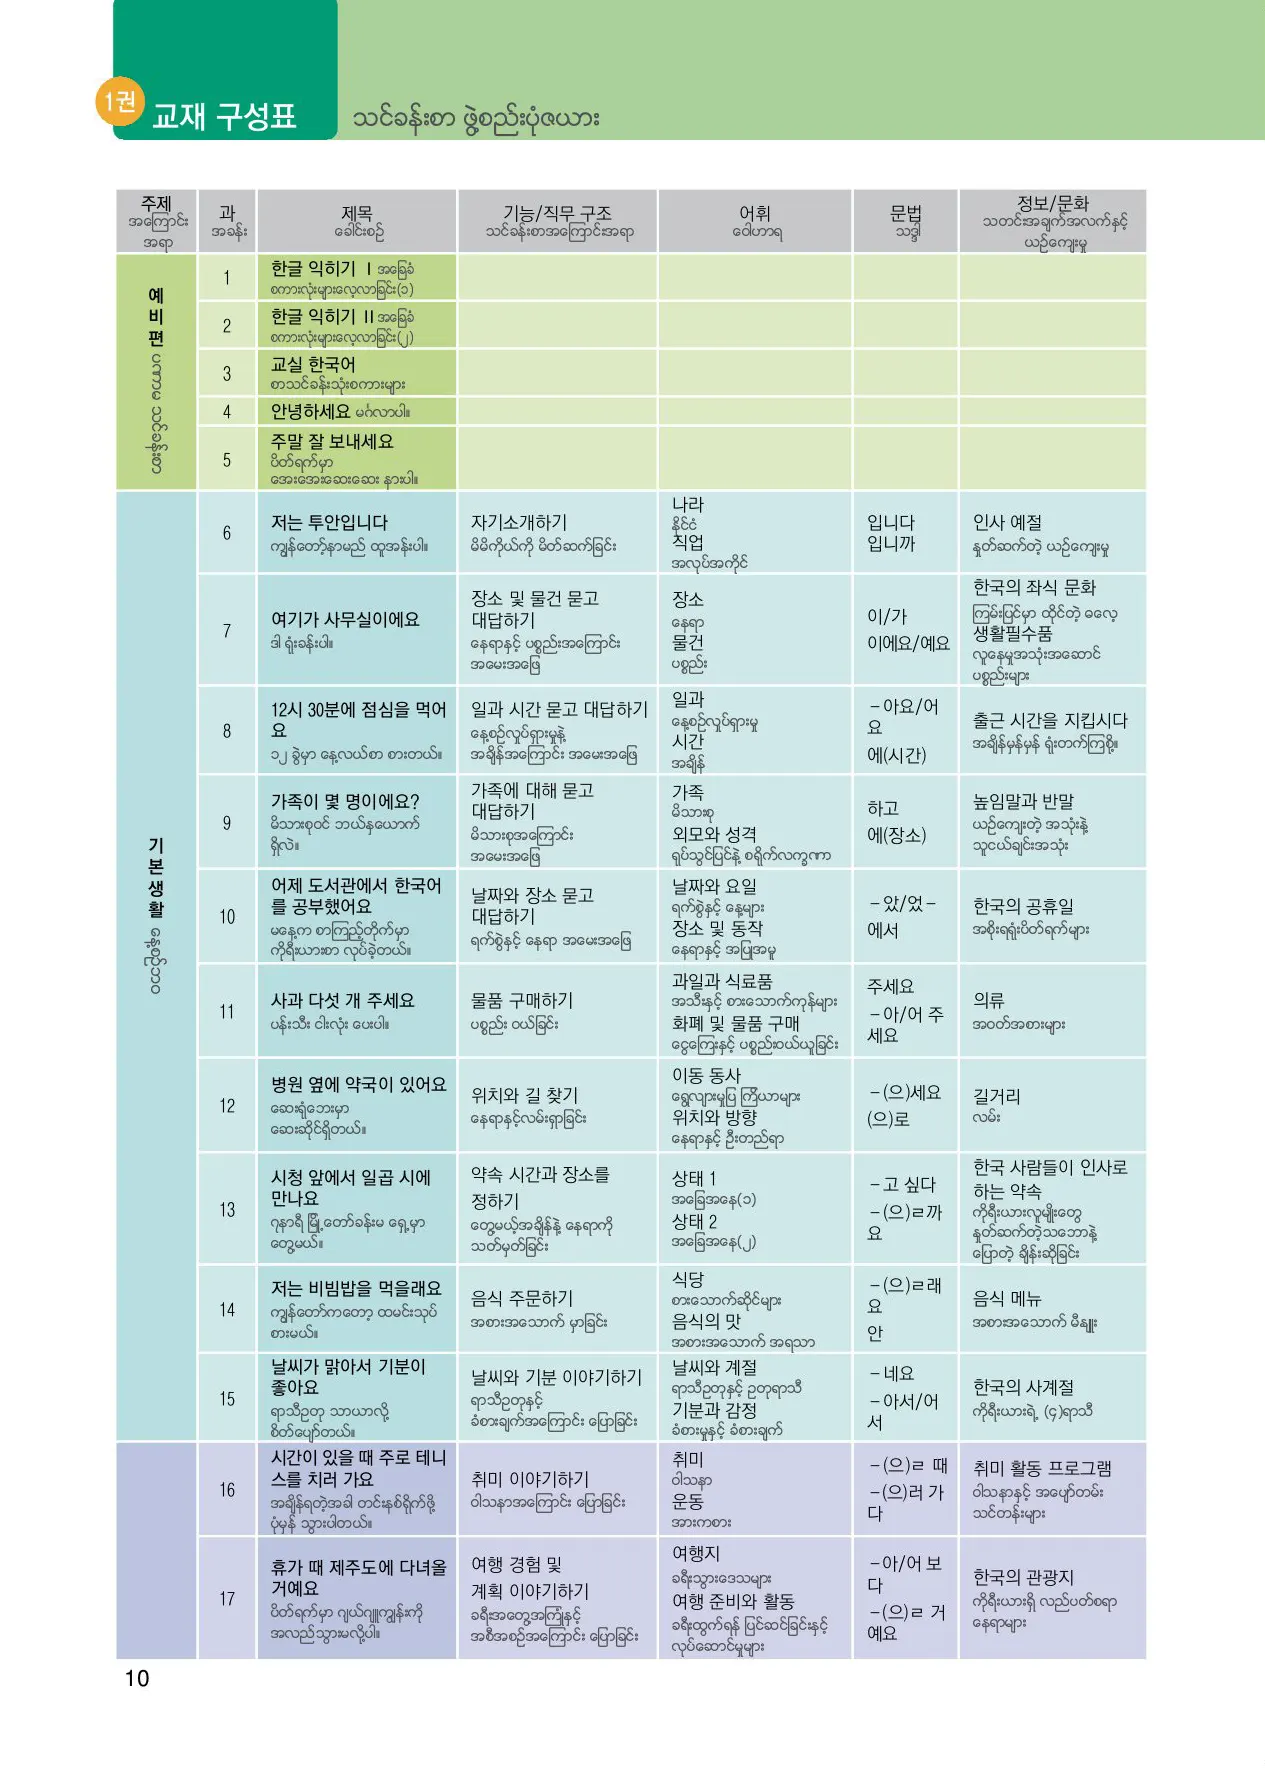 1권
교재 구성표
သင်ခန်းစာ ဖွဲ့စည်းပုံဇယား
주제
အကြောင်း
အရာ
과
အခန်း
제목
ခေါင်းစဉ်
기능/직무 구조
သင်ခန်းစာအကြောင်းအရာ
어휘
ဝေါဟာရ
문법
သဒ္ဒါ
정보/문화
သတင်းအချက်အလက်နှင့်
ယဉ်ကျေးမှု
예비편
1
한글 익히기 Ⅰ အခြေခံ
စကားလုံးများလေ့လာခြင်း(၁)
2
한글 익히기 II အခြေခံ
စကားလုံးများလေ့လာခြင်း(၂)
3
교실 한국어
စာသင်ခန်းသုံးစကားများ
4
안녕하세요 မင်္ဂလာပါ။
5
주말 잘 보내세요
ပိတ်ရက်မှာ
အေးအေးဆေးဆေး နားပါ။
기본생활
6
저는 투안입니다
ကျွန်တော့်နာမည် ထူအန်းပါ။
자기소개하기
မိမိကိုယ်ကို မိတ်ဆက်ခြင်း
나라
နိုင်ငံ
직업
အလုပ်အကိုင်
입니다
입니까
인사 예절
နှုတ်ဆက်တဲ့ ယဉ်ကျေးမှု
7
여기가 사무실이에요
ဒါ ရုံးခန်းပါ။
장소 및 물건 묻고
대답하기
နေရာနှင့် ပစ္စည်းအကြောင်း
အမေးအဖြေ
장소
နေရာ
물건
ပစ္စည်း
이/가
이에요/예요
한국의 좌식 문화
ကြမ်းပြင်မှာ ထိုင်တဲ့ ဓလေ့
생활필수품
လူနေမှုအသုံးအဆောင်
ပစ္စည်းများ
8
12시 30분에 점심을 먹어
요
၁၂ ခွဲမှာ နေ့လယ်စာ စားတယ်။
일과 시간 묻고 대답하기
နေ့စဉ်လှုပ်ရှားမှုနဲ့
အချိန်အကြောင်း အမေးအဖြေ
일과
နေ့စဉ်လှုပ်ရှားမှု
시간
အချိန်
–아요/어
요
에(시간)
출근 시간을 지킵시다
အချိန်မှန်မှန် ရုံးတက်ကြစို့။
9
가족이 몇 명이에요?
မိသားစုဝင် ဘယ်နှယောက်
ရှိလဲ။
가족에 대해 묻고
대답하기
မိသားစုအကြောင်း
အမေးအဖြေ
가족
မိသားစု
외모와 성격
ရုပ်သွင်ပြင်နဲ့ စရိုက်လက္ခဏာ
하고
에(장소)
높임말과 반말
ယဉ်ကျေးတဲ့ အသုံးနဲ့
သူငယ်ချင်းအသုံး
10
어제 도서관에서 한국어
를 공부했어요
မနေ့က စာကြည့်တိုက်မှာ
ကိုရီးယားစာ လုပ်ခဲ့တယ်။
날짜와 장소 묻고
대답하기
ရက်စွဲနှင့် နေရာ အမေးအဖြေ
날짜와 요일
ရက်စွဲနှင့် နေ့များ
장소 및 동작
နေရာနှင့် အပြုအမူ
–았/었–
에서
한국의 공휴일
အစိုးရရုံးပိတ်ရက်များ
11
사과 다섯 개 주세요
ပန်းသီး ငါးလုံး ပေးပါ။
물품 구매하기
ပစ္စည်း ဝယ်ခြင်း
과일과 식료품
အသီးနှင့် စားသောက်ကုန်များ
화폐 및 물품 구매
ငွေကြေးနှင့် ပစ္စည်းဝယ်ယူခြင်း
주세요
–아/어 주
세요
의류
အဝတ်အစားများ
12
병원 옆에 약국이 있어요
ဆေးရုံဘေးမှာ
ဆေးဆိုင်ရှိတယ်။
위치와 길 찾기
နေရာနှင့်လမ်းရှာခြင်း
이동 동사
ရွေ့လျားမှုပြ ကြိယာများ
위치와 방향
နေရာနှင့် ဦးတည်ရာ
–(으)세요
(으)로
길거리
လမ်း
13
시청 앞에서 일곱 시에
만나요
၇နာရီ မြို့တော်ခန်းမ ရှေ့မှာ
တွေ့မယ်။
약속 시간과 장소를
정하기
တွေ့မယ့်အချိန်နဲ့ နေရာကို
သတ်မှတ်ခြင်း
상태 1
အခြေအနေ(၁)
상태 2
အခြေအနေ(၂)
–고 싶다
–(으)ㄹ까
요
한국 사람들이 인사로
하는 약속
ကိုရီးယားလူမျိုးတွေ
နှုတ်ဆက်တဲ့သဘောနဲ့
ပြောတဲ့ ချိန်းဆိုခြင်း
14
저는 비빔밥을 먹을래요
ကျွန်တော်ကတော့ ထမင်းသုပ်
စားမယ်။
음식 주문하기
အစားအသောက် မှာခြင်း
식당
စားသောက်ဆိုင်များ
음식의 맛
အစားအသောက် အရသာ
–(으)ㄹ래
요
안
음식 메뉴
အစားအသောက် မီနျူး
15
날씨가 맑아서 기분이
좋아요
ရာသီဥတု သာယာလို့
စိတ်ပျော်တယ်။
날씨와 기분 이야기하기
ရာသီဥတုနှင့်
ခံစားချက်အကြောင်း ပြောခြင်း
날씨와 계절
ရာသီဥတုနှင့် ဥတုရာသီ
기분과 감정
ခံစားမှုနှင့် ခံစားချက်
–네요
–아서/어
서
한국의 사계절
ကိုရီးယားရဲ့ (၄)ရာသီ
16
시간이 있을 때 주로 테니
스를 치러 가요
အချိန်ရတဲ့အခါ တင်းနစ်ရိုက်ဖို့
ပုံမှန် သွားပါတယ်။
취미 이야기하기
ဝါသနာအကြောင်း ပြောခြင်း
취미
ဝါသနာ
운동
အားကစား
–(으)ㄹ 때
–(으)러 가
다
취미 활동 프로그램
ဝါသနာနှင့် အပျော်တမ်း
သင်တန်းများ
17
휴가 때 제주도에 다녀올
거예요
ပိတ်ရက်မှာ ဂျယ်ဂျူကျွန်းကို
အလည်သွားမလို့ပါ။
여행 경험 및
계획 이야기하기
ခရီးအတွေ့အကြုံနှင့်
အစီအစဉ်အကြောင်း ပြောခြင်း
여행지
ခရီးသွားဒေသများ
여행 준비와 활동
ခရီးထွက်ရန် ပြင်ဆင်ခြင်းနှင့်
လုပ်ဆောင်မှုများ
–아/어 보
다
–(으)ㄹ 거
예요
한국의 관광지
ကိုရီးယားရှိ လည်ပတ်စရာ
နေရာများ
10